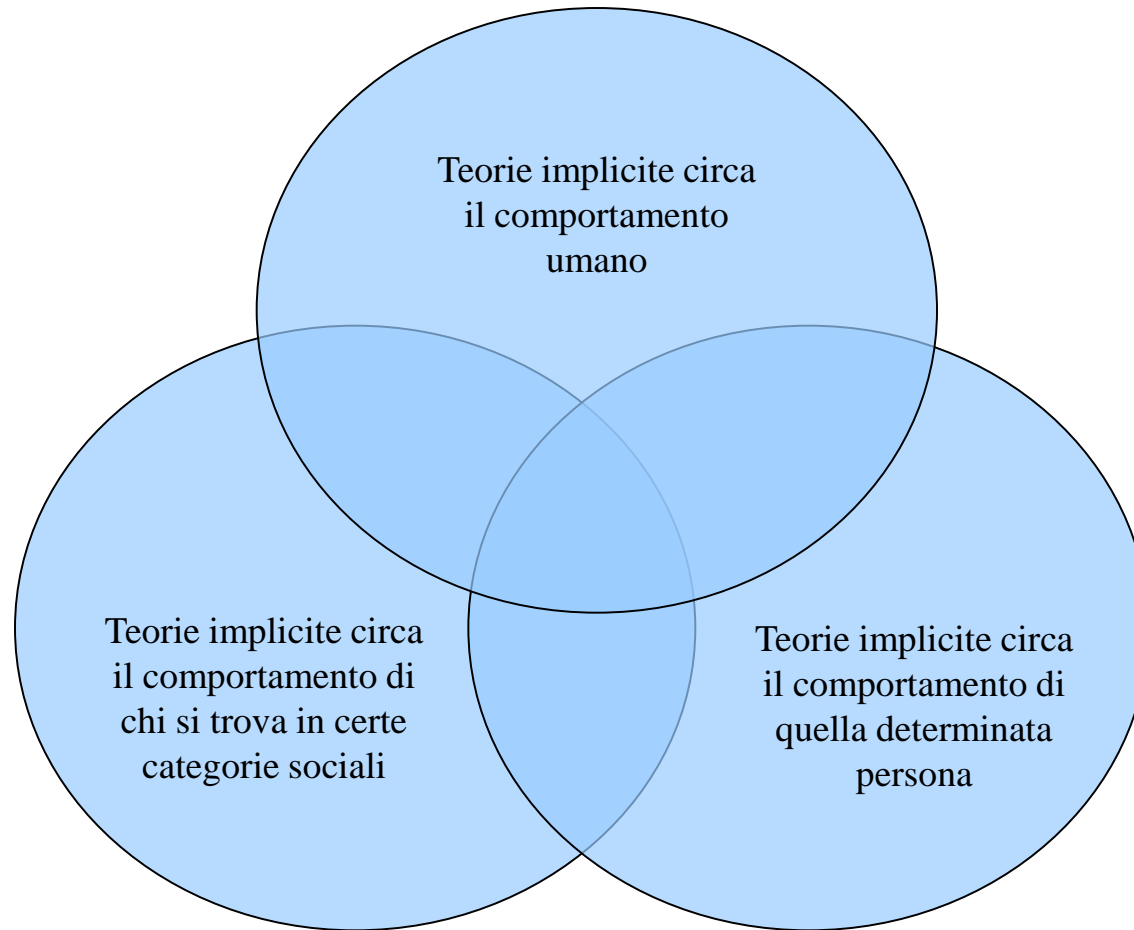 Teorie implicite circa
il comportamento
umano
Teorie implicite circa
il comportamento di
chi si trova in certe
categorie sociali
Teorie implicite circa
il comportamento di
quella determinata
persona